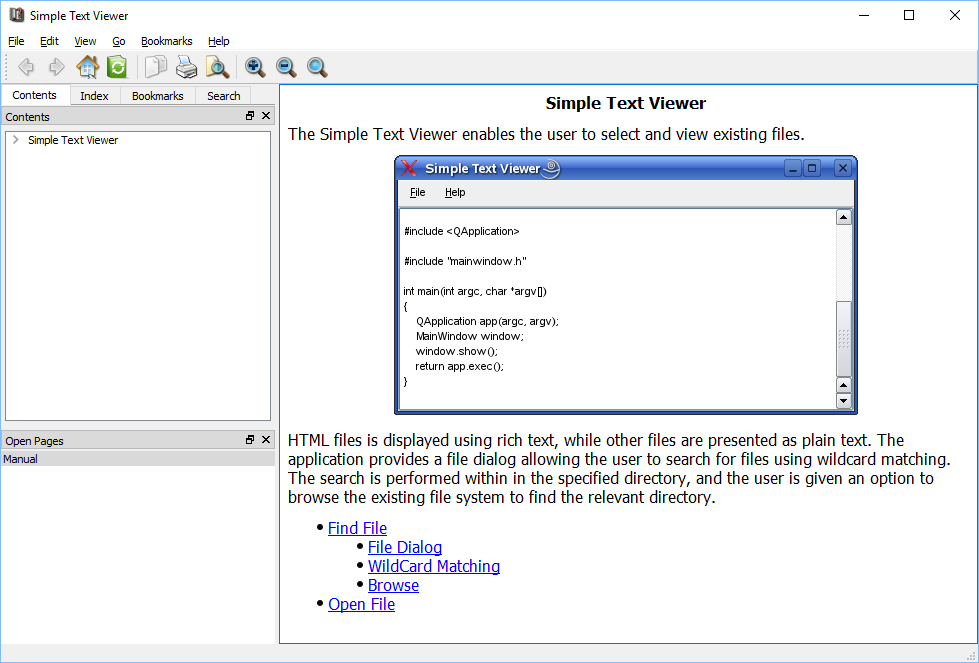 Simple Text Viewer
File Edit View Go Bookmarks Help
Contents Index Bookmarks Search
Contents
Simple Text Viewer
Open Pages
Manual
Simple Text Viewer
The Simple Text Viewer enables the user to select and view existing files.
Simple Text Viewer
File Help
#include <QApplication>
#include "mainwindow.h"
int main(int argc, char *argv[])
{
QApplication app(argc, argv);
MainWindow window;
window.show();
return app.exec();
}
HTML files is displayed using rich text, while other files are presented as plain text. The
application provides a file dialog allowing the user to search for files using wildcard matching.
The search is performed within in the specified directory, and the user is given an option to
browse the existing file system to find the relevant directory.
• Find File
• File Dialog
• WildCard Matching
• Browse
• Open File